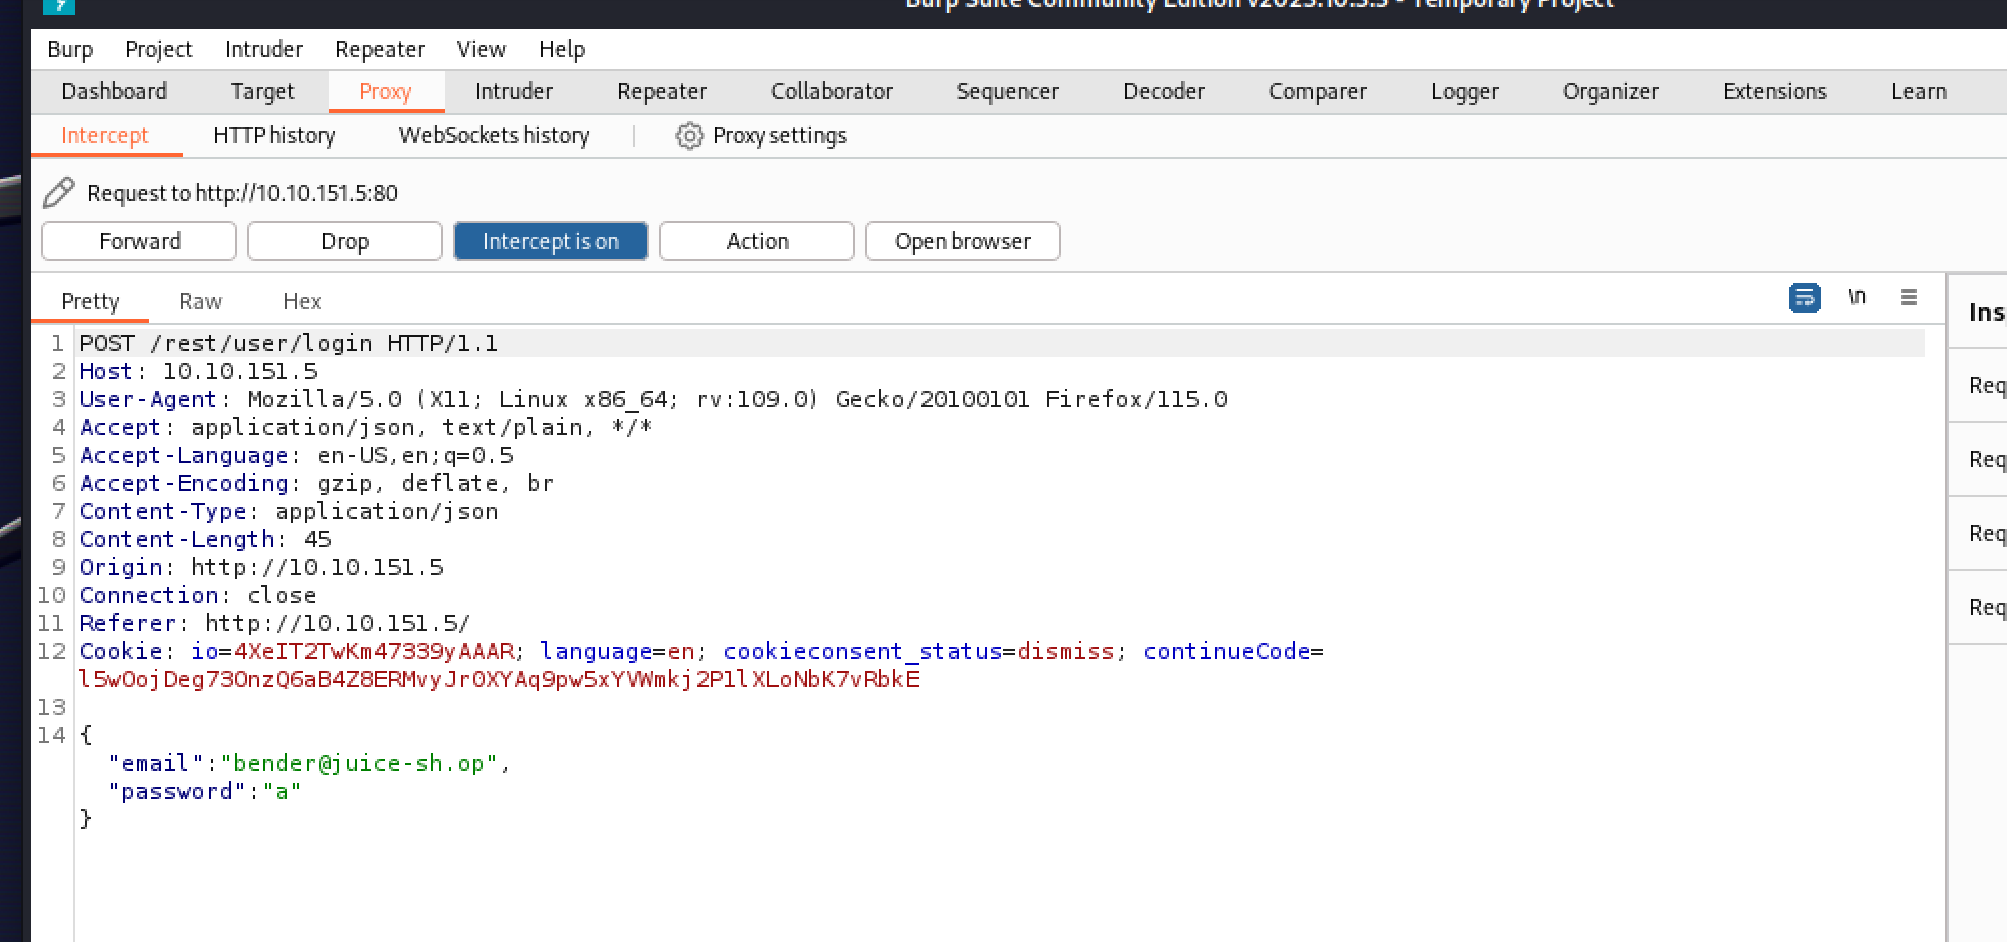 Burp Suite Community Edition v2023.10.3.5 - Temporary Project
Burp Project Intruder Repeater View Help
Dashboard Target Proxy Intruder Repeater Collaborator Sequencer Decoder Comparer Logger Organizer Extensions Learn
Intercept HTTP history WebSockets history Proxy settings
Request to http://10.10.151.5:80
Forward Drop Intercept is on Action Open browser
Pretty Raw Hex \n
Ins
Req
Req
Req
Req
1 POST /rest/user/login HTTP/1.1
2 Host: 10.10.151.5
3 User-Agent: Mozilla/5.0 (X11; Linux x86_64; rv:109.0) Gecko/20100101 Firefox/115.0
4 Accept: application/json, text/plain, */*
5 Accept-Language: en-US,en;q=0.5
6 Accept-Encoding: gzip, deflate, br
7 Content-Type: application/json
8 Content-Length: 45
9 Origin: http://10.10.151.5
10 Connection: close
11 Referer: http://10.10.151.5/
12 Cookie: io=4XeIT2TwKm47339yAAAR; language=en; cookieconsent_status=dismiss; continueCode=
l5wOojDeg73OnzQ6aB4Z8ERMvyJrOXYAq9pw5xYVWmkj2P1lXLoNbK7vRbkE
13
14 {
"email":"bender@juice-sh.op",
"password":"a"
}